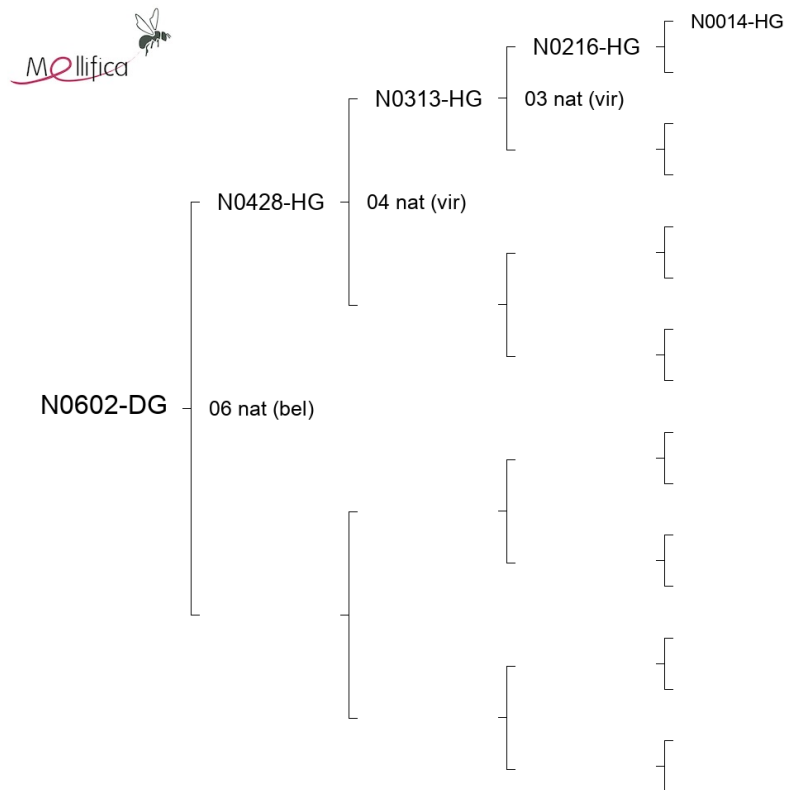 Mellifica
N0014-HG
N0216-HG
N0313-HG
03 nat (vir)
N0428-HG
04 nat (vir)
N0602-DG
06 nat (bel)